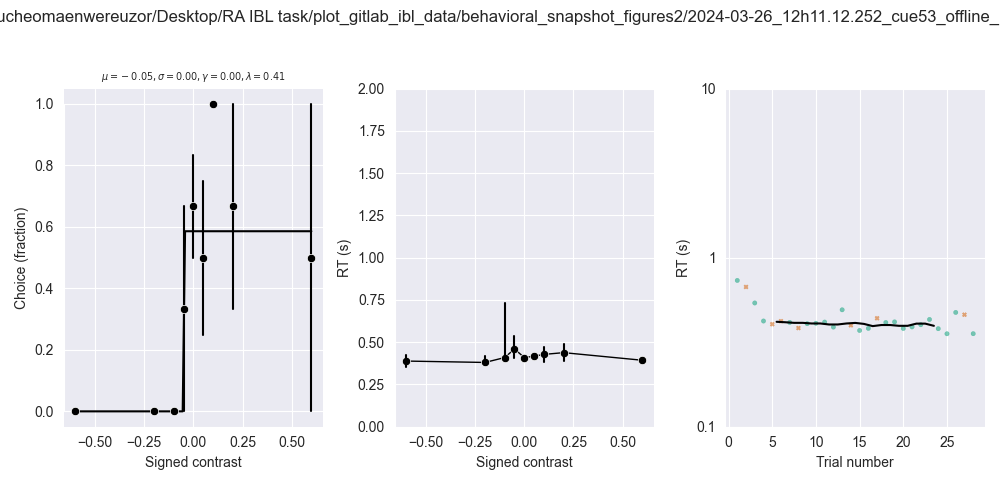 ucheomaenwereuzor/Desktop/RA IBL task/plot_gitlab_ibl_data/behavioral_snapshot_figures2/2024-03-26_12h11.12.252_cue53_offline_
μ = − 0.05, σ = 0.00, γ = 0.00, λ = 0.41
Choice (fraction)
1.0
0.8
0.6
0.4
0.2
0.0
−0.50 −0.25 0.00 0.25 0.50
Signed contrast
RT (s)
2.00
1.75
1.50
1.25
1.00
0.75
0.50
0.25
0.00
−0.50 −0.25 0.00 0.25 0.50
Signed contrast
RT (s)
10
1
0.1
0 5 10 15 20 25
Trial number